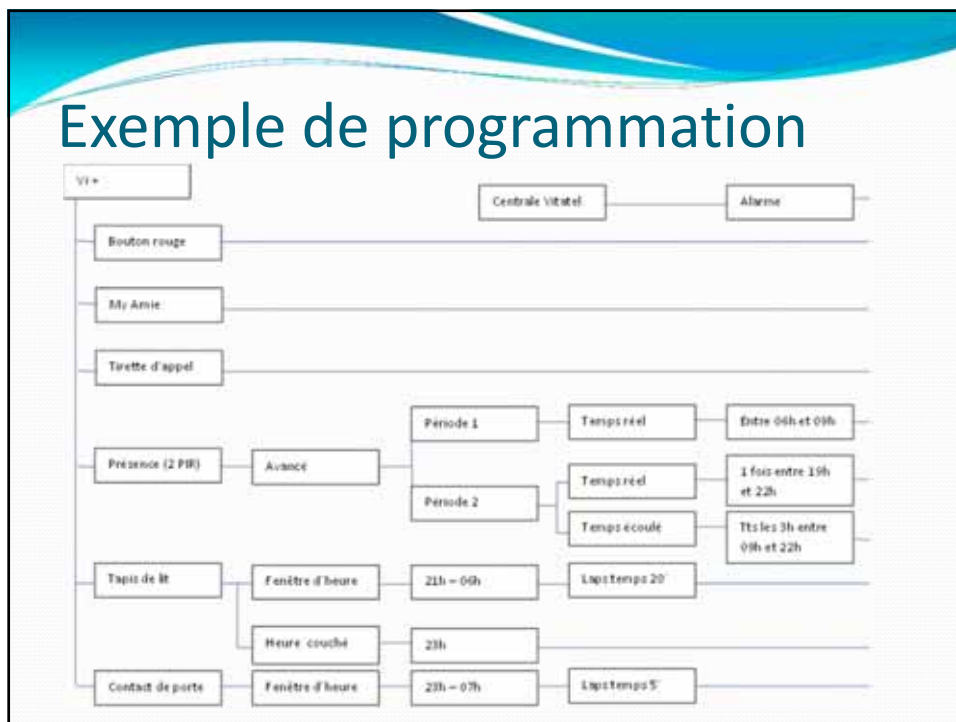 Exemple de programmation
Vi +
Centrale Vitatel
Alarme
Bouton rouge
My Amie
Tirette d'appel
Période 1
Temps réel
Entre 06h et 09h
Présence (2 PIR)
Avancé
Période 2
Temps réel
1 fois entre 19h
et 22h
Temps écoulé
Tts les 3h entre
09h et 22h
Tapis de lit
Fenêtre d'heure
21h – 06h
Laps temps 20'
Heure couché
23h
Contact de porte
Fenêtre d'heure
23h – 07h
Laps temps 5'